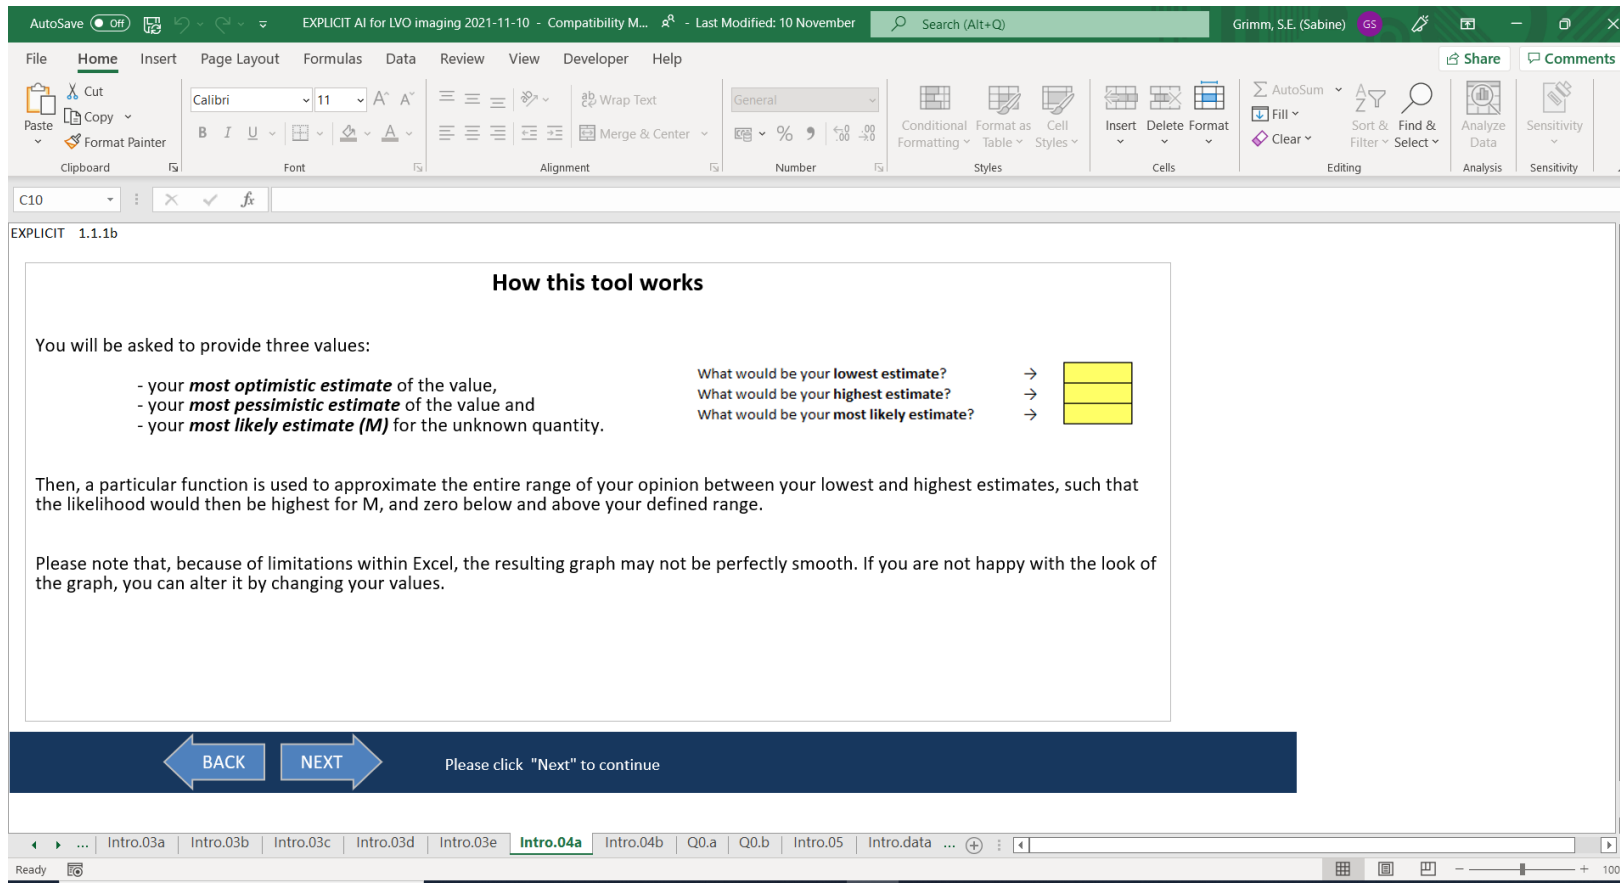 AutoSave Off EXPLICIT AI for LVO imaging 2021-11-10 - Compatibility M... - Last Modified: 10 November Search (Alt+Q) Grimm, S.E. (Sabine) GS
File Home Insert Page Layout Formulas Data Review View Developer Help Share Comments
Paste Cut Copy Format Painter
Calibri 11 A A
B I U A
ab Wrap Text
Merge & Center
General
% 9 .00 .00
Conditional Formatting Format as Table Cell Styles
Insert Delete Format
AutoSum Fill Clear
Sort & Filter Find & Select
Analyze Data
Sensitivity
Clipboard Font Alignment Number Styles Cells Editing Analysis Sensitivity
C10 fx
EXPLICIT 1.1.1b
How this tool works
You will be asked to provide three values:
- your most optimistic estimate of the value,
- your most pessimistic estimate of the value and
- your most likely estimate (M) for the unknown quantity.
What would be your lowest estimate? →
What would be your highest estimate? →
What would be your most likely estimate? →
Then, a particular function is used to approximate the entire range of your opinion between your lowest and highest estimates, such that
the likelihood would then be highest for M, and zero below and above your defined range.
Please note that, because of limitations within Excel, the resulting graph may not be perfectly smooth. If you are not happy with the look of
the graph, you can alter it by changing your values.
BACK NEXT Please click "Next" to continue
... Intro.03a Intro.03b Intro.03c Intro.03d Intro.03e Intro.04a Intro.04b Q0.a Q0.b Intro.05 Intro.data ...
Ready 100